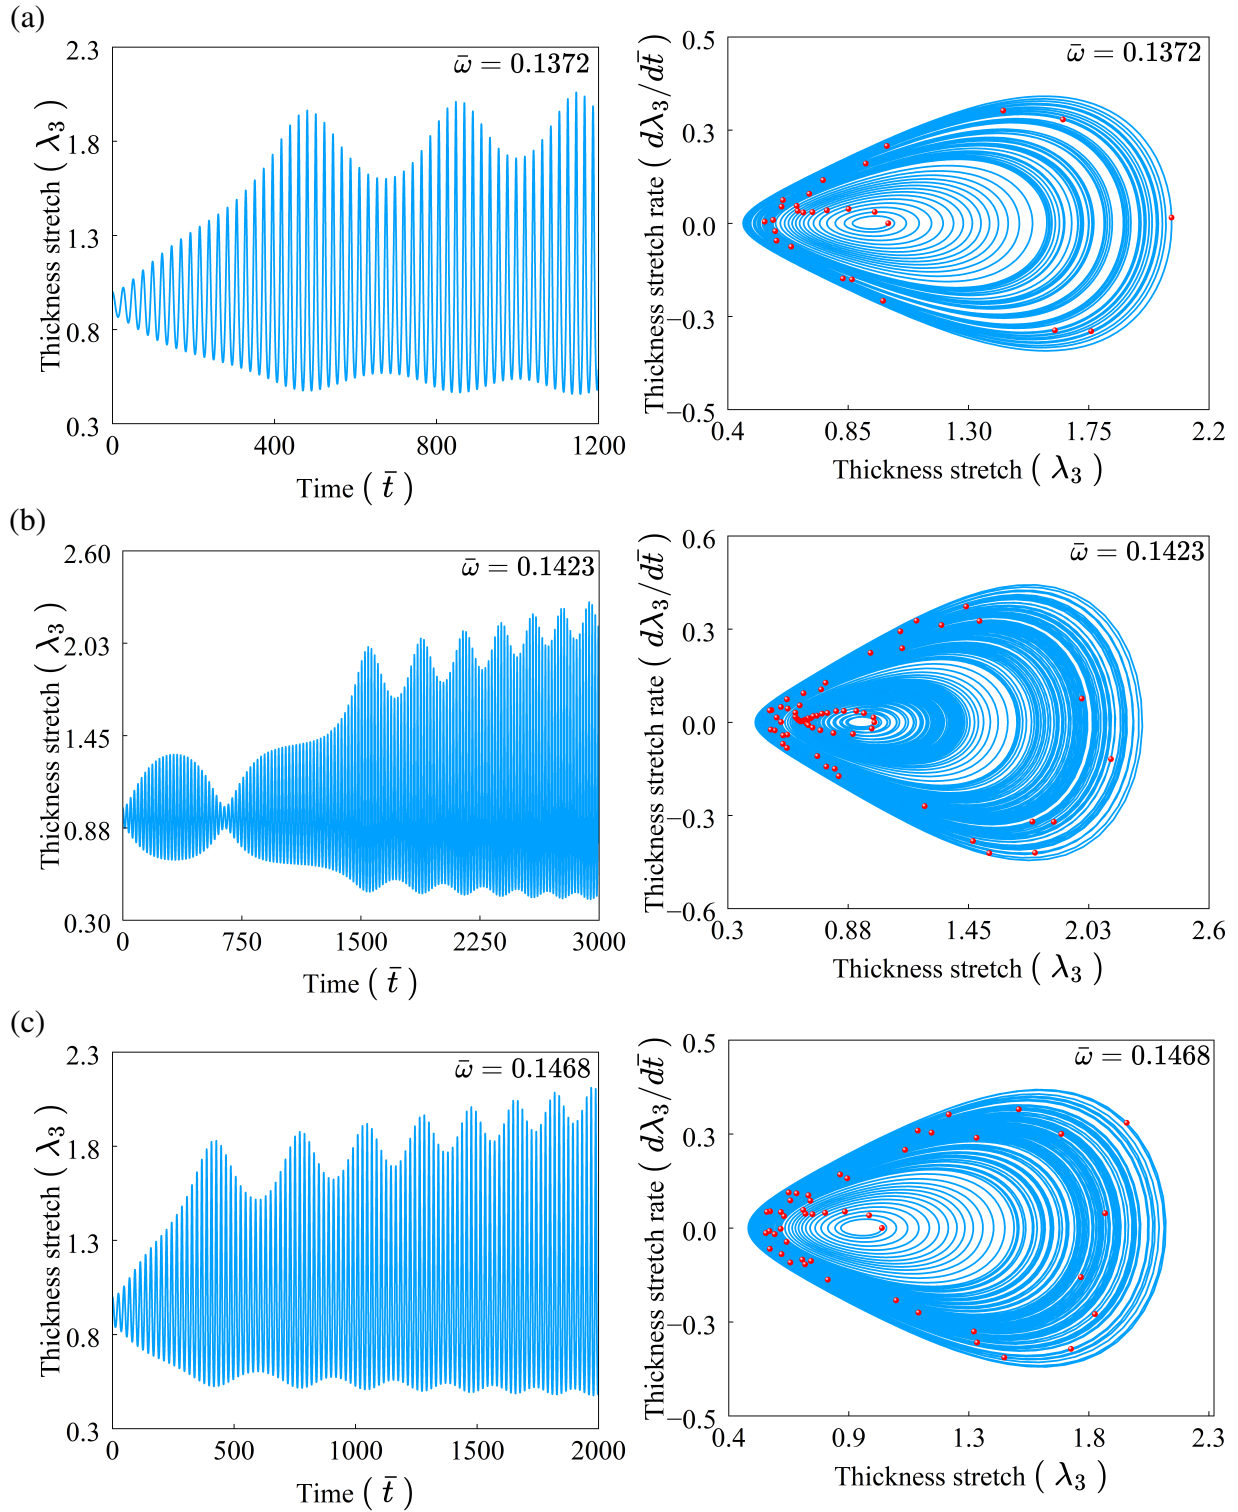 (a)
Thickness stretch ( λ₃ )
2.3
1.8
1.3
0.8
0.3
ω̄ = 0.1372
0
400
800
1200
Time ( t̄ )
Thickness stretch rate ( dλ₃/dt̄ )
0.5
0.3
0.0
−0.3
−0.5
ω̄ = 0.1372
0.4
0.85
1.30
1.75
2.2
Thickness stretch ( λ₃ )
(b)
Thickness stretch ( λ₃ )
2.60
2.03
1.45
0.88
0.30
ω̄ = 0.1423
0
750
1500
2250
3000
Time ( t̄ )
Thickness stretch rate ( dλ₃/dt̄ )
0.6
0.3
0.0
−0.3
−0.6
ω̄ = 0.1423
0.3
0.88
1.45
2.03
2.6
Thickness stretch ( λ₃ )
(c)
Thickness stretch ( λ₃ )
2.3
1.8
1.3
0.8
0.3
ω̄ = 0.1468
0
500
1000
1500
2000
Time ( t̄ )
Thickness stretch rate ( dλ₃/dt̄ )
0.5
0.3
0.0
−0.3
−0.5
ω̄ = 0.1468
0.4
0.9
1.3
1.8
2.3
Thickness stretch ( λ₃ )